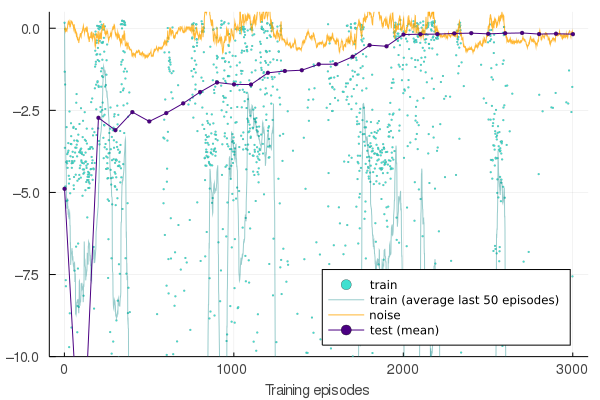 0.0
−2.5
−5.0
−7.5
−10.0
0
1000
2000
3000
Training episodes
train
train (average last 50 episodes)
noise
test (mean)